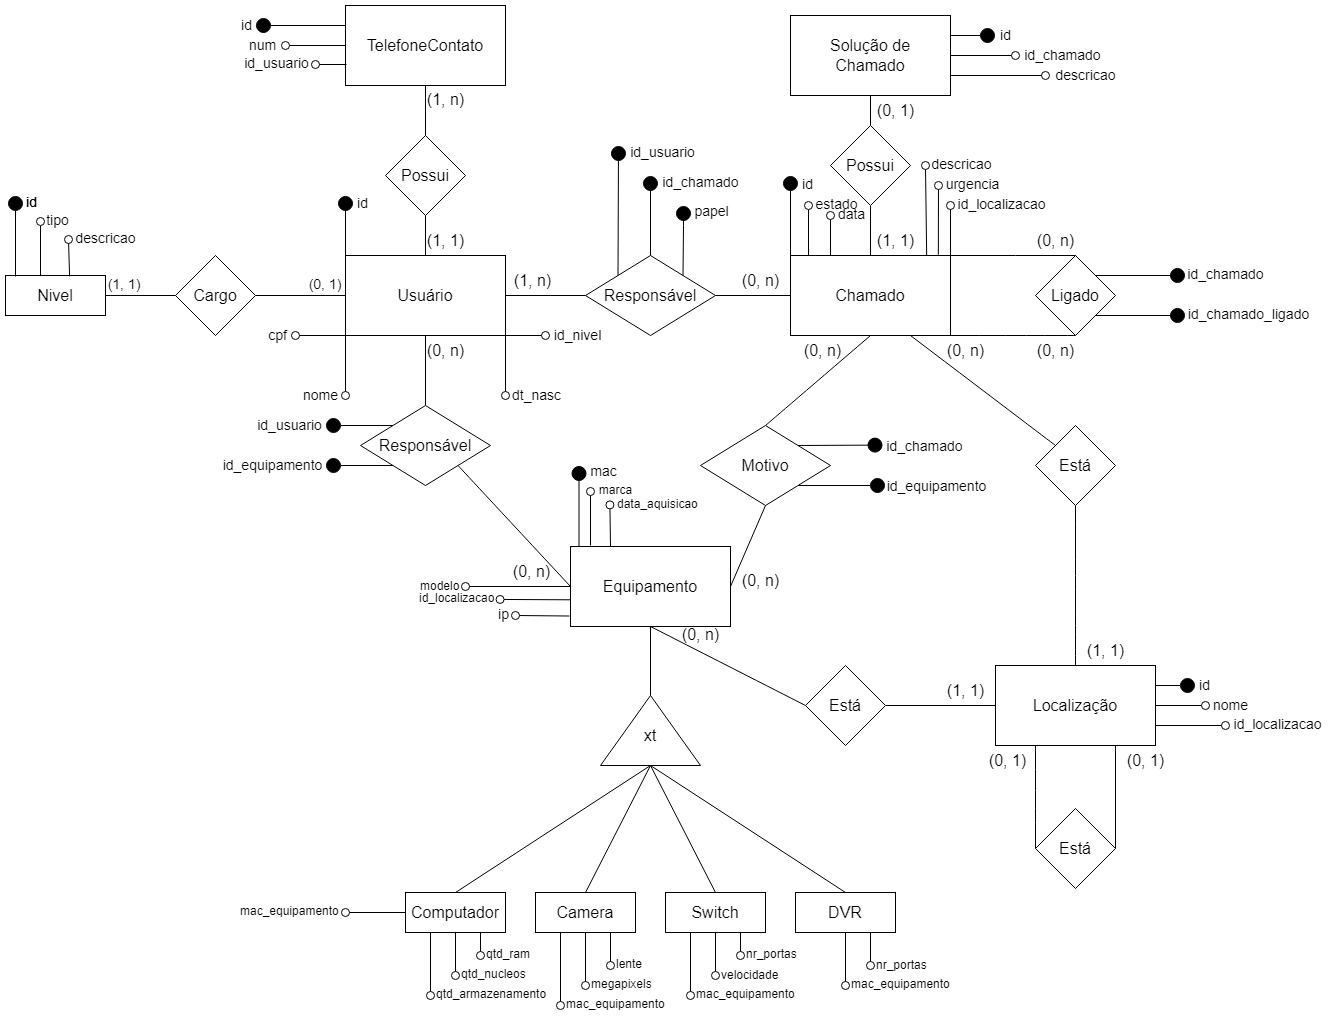 id
num
id_usuario
TelefoneContato
(1, n)
Solução de
Chamado
id
id_chamado
descricao
(0, 1)
Possui
Possui
id_usuario
id_chamado
papel
id
estado
data
descricao
urgencia
id_localizacao
id
tipo
descricao
id
(1, 1)
(1, 1)
(0, n)
Nivel
(1, 1)
Cargo
(0, 1)
Usuário
(1, n)
Responsável
(0, n)
Chamado
Ligado
id_chamado
id_chamado_ligado
cpf
id_nivel
(0, n)
(0, n)
(0, n)
(0, n)
nome
dt_nasc
id_usuario
Responsável
id_equipamento
mac
marca
data_aquisicao
Motivo
id_chamado
id_equipamento
Está
(0, n)
Equipamento
(0, n)
modelo
id_localizacao
ip
(0, n)
(1, 1)
Está
(1, 1)
Localização
id
nome
id_localizacao
xt
(0, 1)
(0, 1)
Está
mac_equipamento
Computador
Camera
Switch
DVR
qtd_ram
qtd_nucleos
qtd_armazenamento
lente
megapixels
mac_equipamento
nr_portas
velocidade
mac_equipamento
nr_portas
mac_equipamento